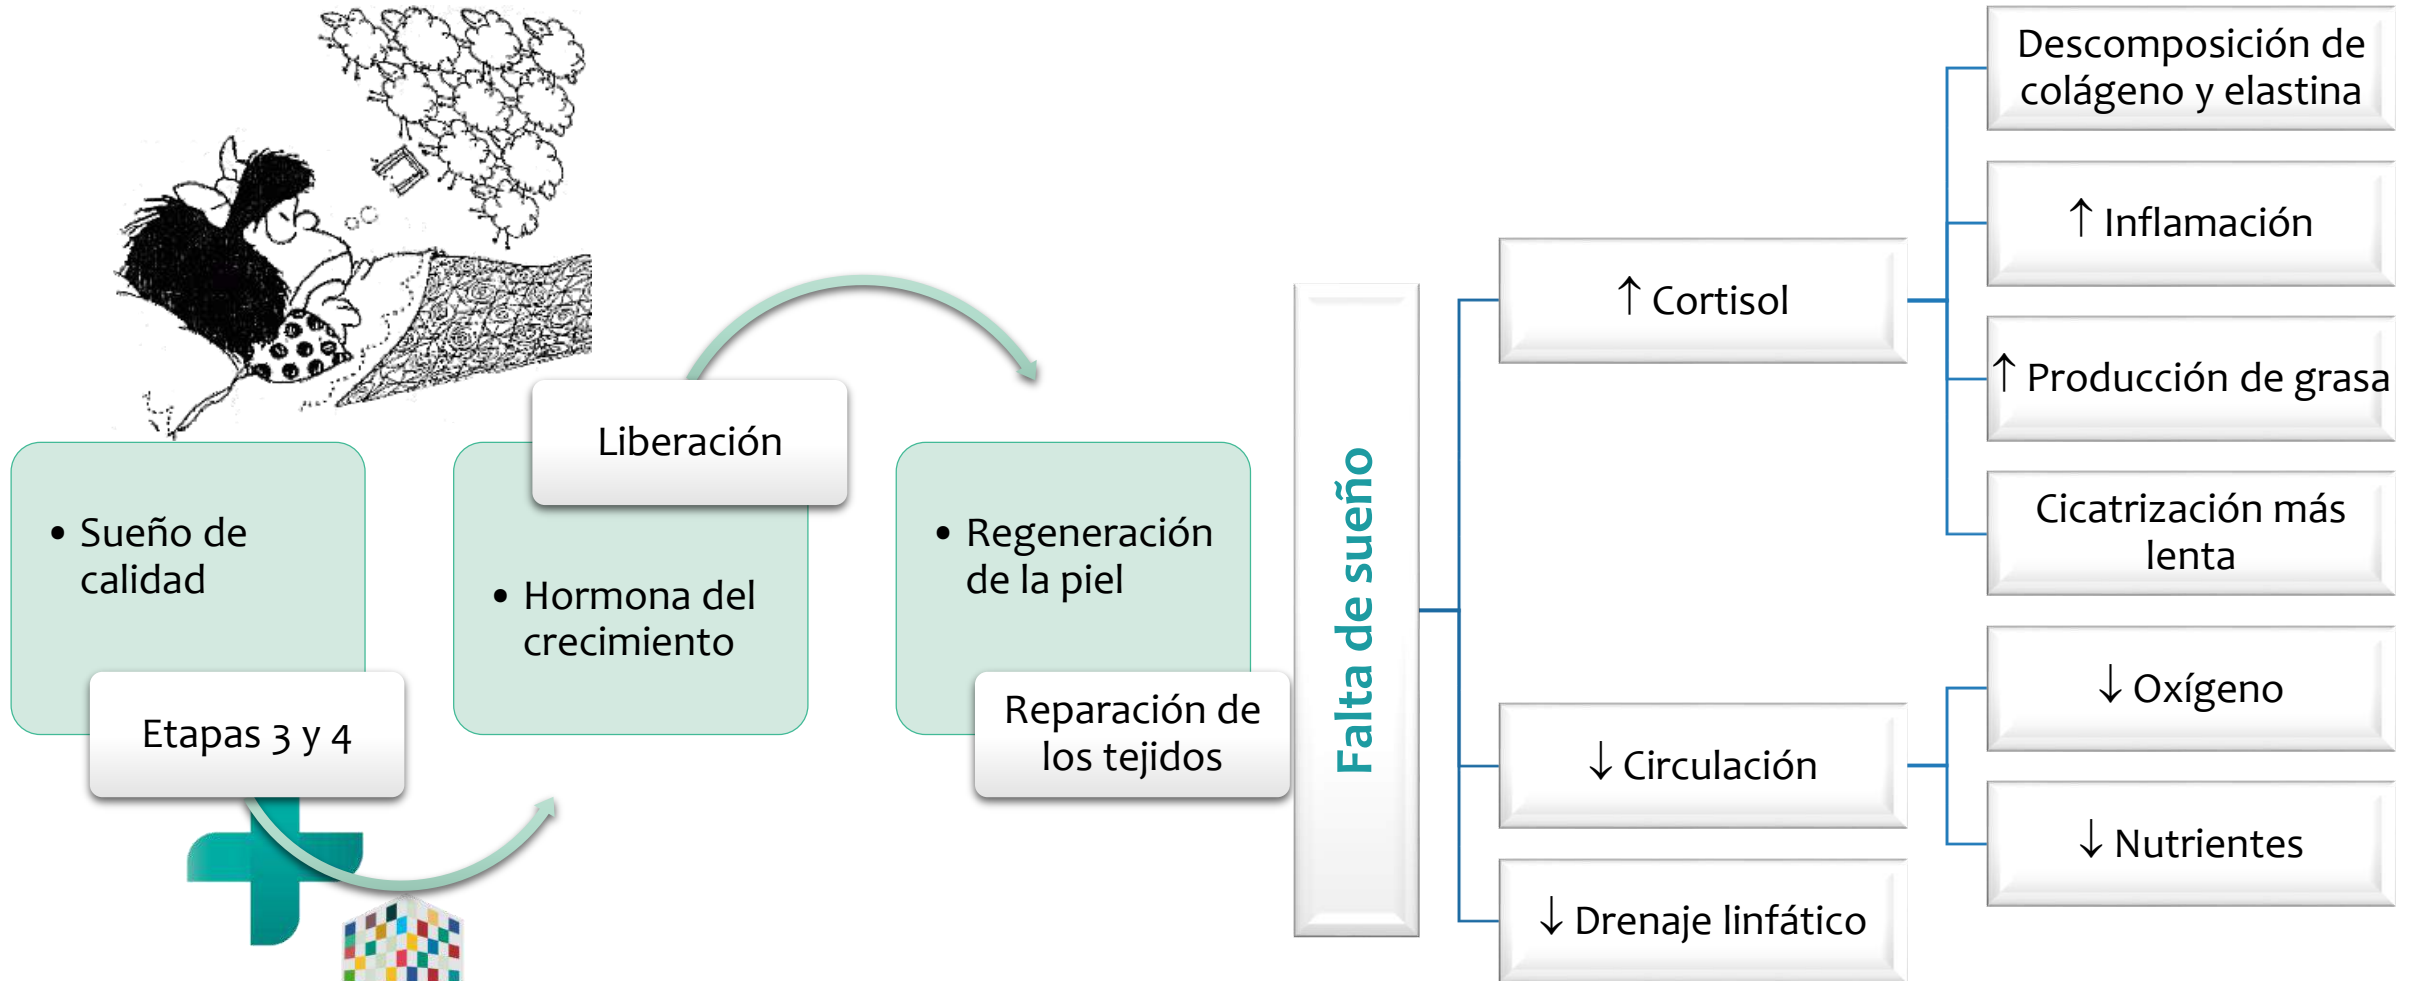 • Sueño de
calidad
Etapas 3 y 4
Liberación
• Hormona del
crecimiento
• Regeneración
de la piel
Reparación de
los tejidos
Falta de sueño
↑ Cortisol
Descomposición de
colágeno y elastina
↑ Inflamación
↑ Producción de grasa
Cicatrización más
lenta
↓ Circulación
↓ Oxígeno
↓ Nutrientes
↓ Drenaje linfático